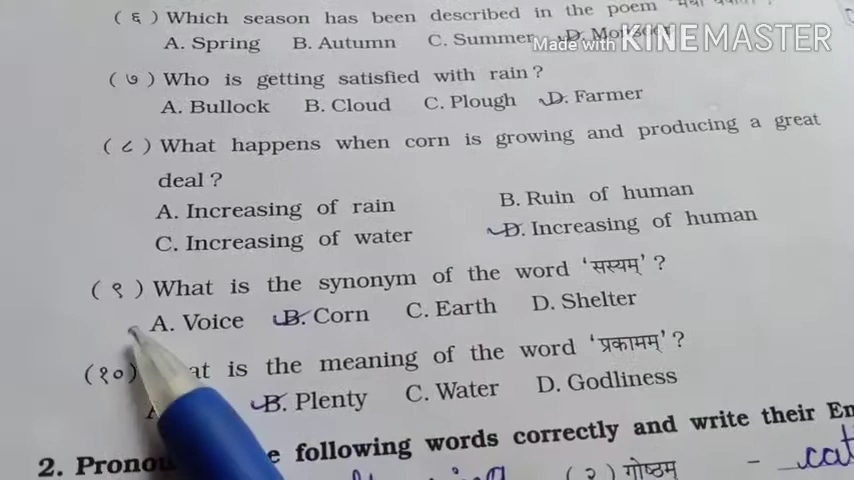 (६) Which season has been described in the poem
A. Spring B. Autumn C. Summer D. Monsoon
Made with KINEMASTER
(७) Who is getting satisfied with rain?
A. Bullock B. Cloud C. Plough D. Farmer
(८) What happens when corn is growing and producing a great
deal?
A. Increasing of rain B. Ruin of human
C. Increasing of water D. Increasing of human
(९) What is the synonym of the word 'सस्यम्'?
A. Voice B. Corn C. Earth D. Shelter
(१०) is the meaning of the word 'प्रकामम्'?
B. Plenty C. Water D. Godliness
2. following words correctly and write their
(२) गोष्ठम् -